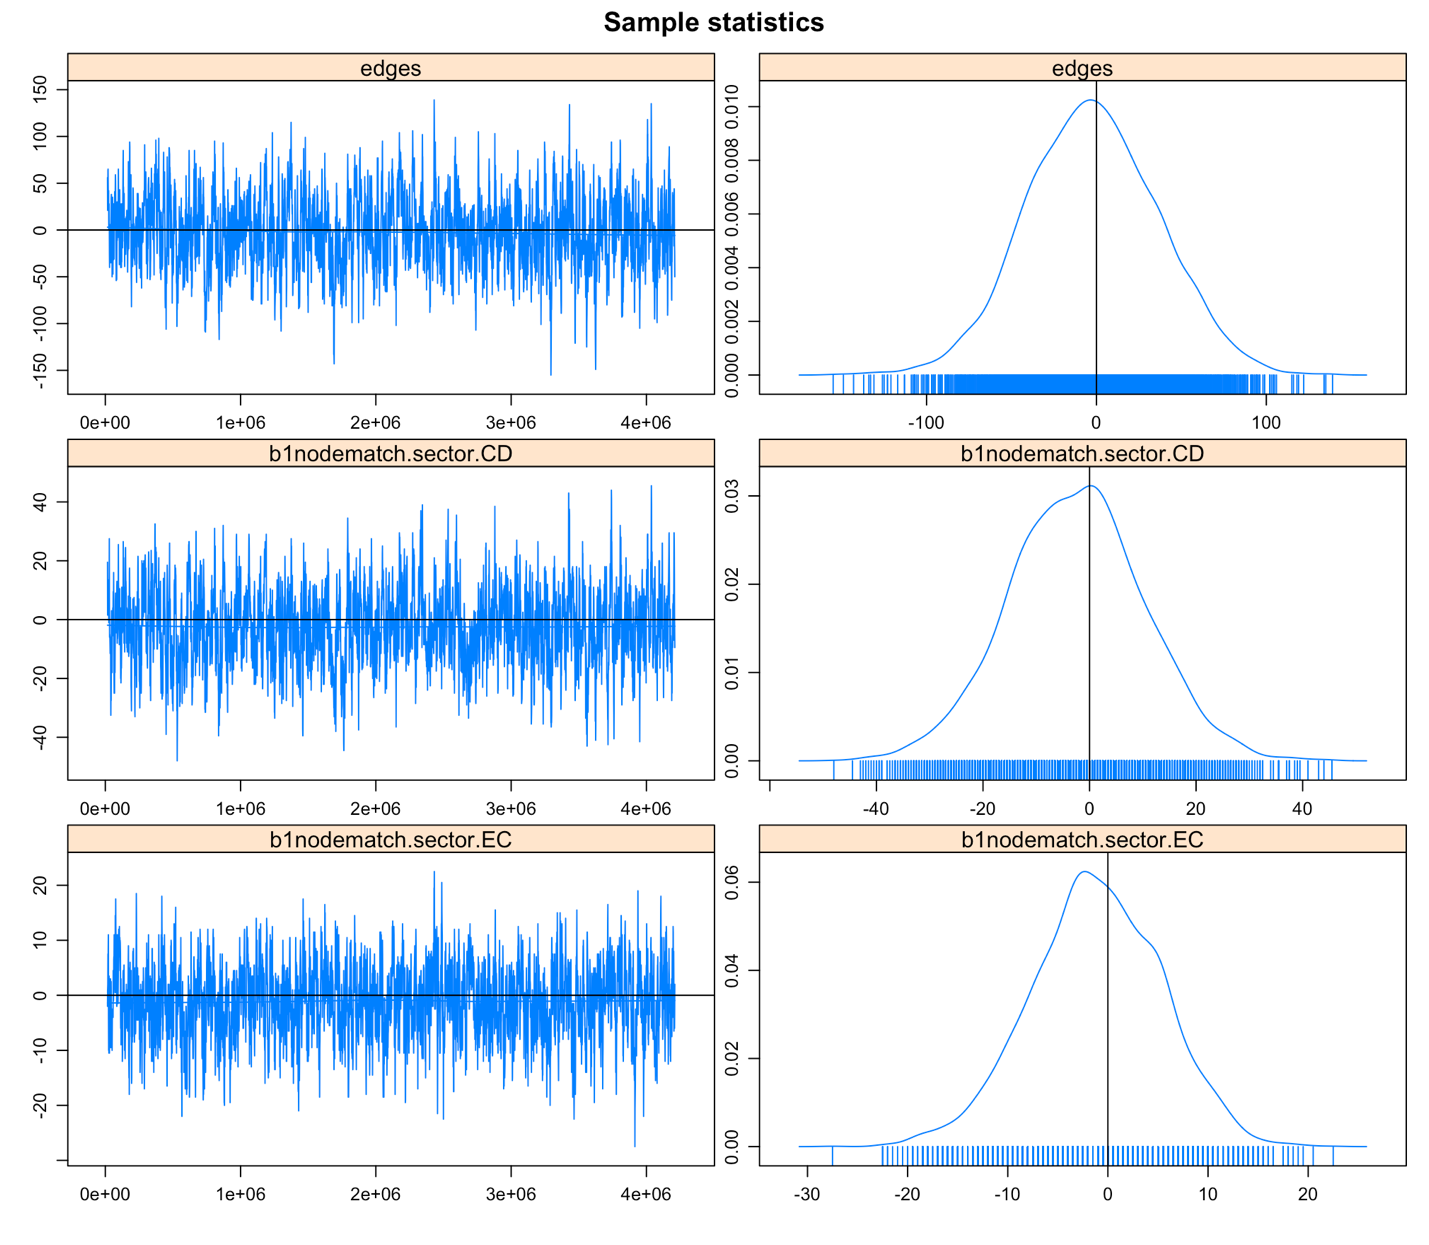 Sample statistics
edges
edges
150
100
50
0
-50
-100
-150
0e+00 1e+06 2e+06 3e+06 4e+06
0.010
0.008
0.006
0.004
0.002
0.000
-100 0 100
b1nodematch.sector.CD
b1nodematch.sector.CD
40
20
0
-20
-40
0e+00 1e+06 2e+06 3e+06 4e+06
0.03
0.02
0.01
0.00
-40 -20 0 20 40
b1nodematch.sector.EC
b1nodematch.sector.EC
20
10
0
-10
-20
0e+00 1e+06 2e+06 3e+06 4e+06
0.06
0.04
0.02
0.00
-30 -20 -10 0 10 20